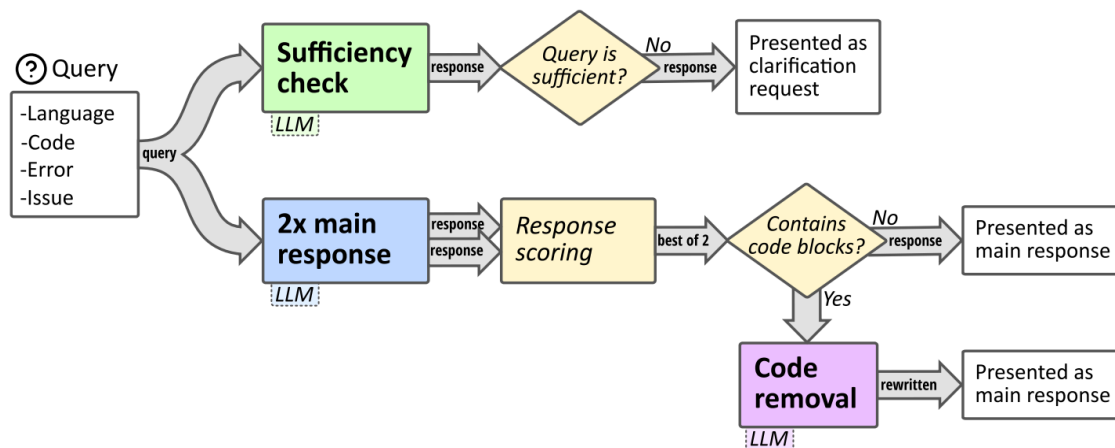 ? Query
-Language
-Code
-Error
-Issue
query
Sufficiency
check
LLM
response
Query is
sufficient?
No
response
Presented as
clarification
request
2x main
response
LLM
response
response
Response
scoring
best of 2
Contains
code blocks?
No
response
Presented as
main response
Yes
Code
removal
LLM
rewritten
Presented as
main response